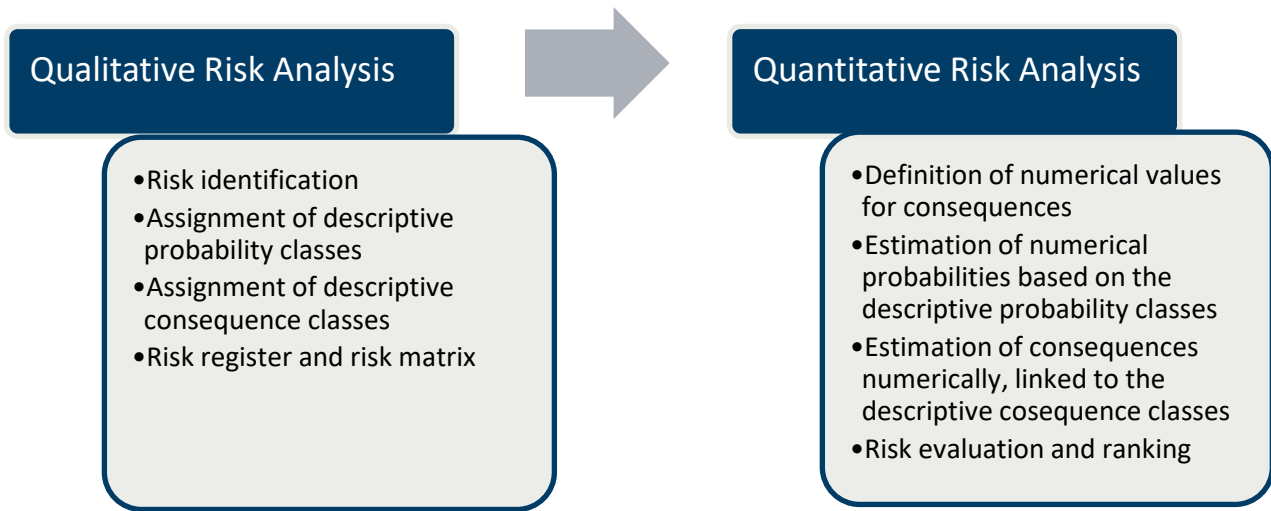 Qualitative Risk Analysis
•Risk identification
•Assignment of descriptive
probability classes
•Assignment of descriptive
consequence classes
•Risk register and risk matrix
Quantitative Risk Analysis
•Definition of numerical values
for consequences
•Estimation of numerical
probabilities based on the
descriptive probability classes
•Estimation of consequences
numerically, linked to the
descriptive cosequence classes
•Risk evaluation and ranking